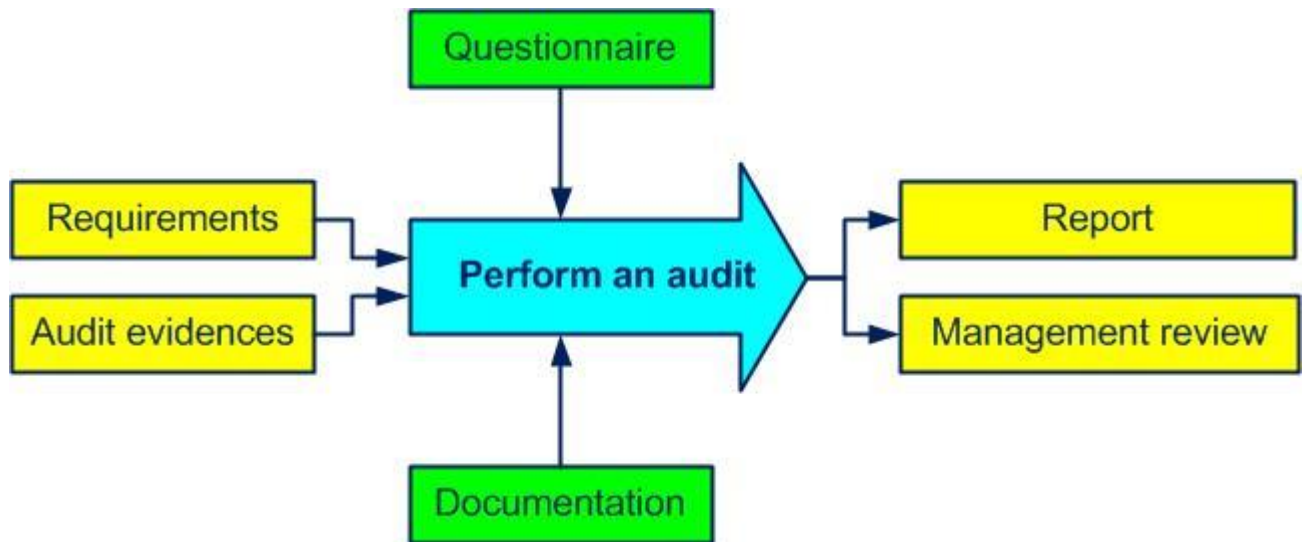 Questionnaire
Requirements
Audit evidences
Perform an audit
Report
Management review
Documentation